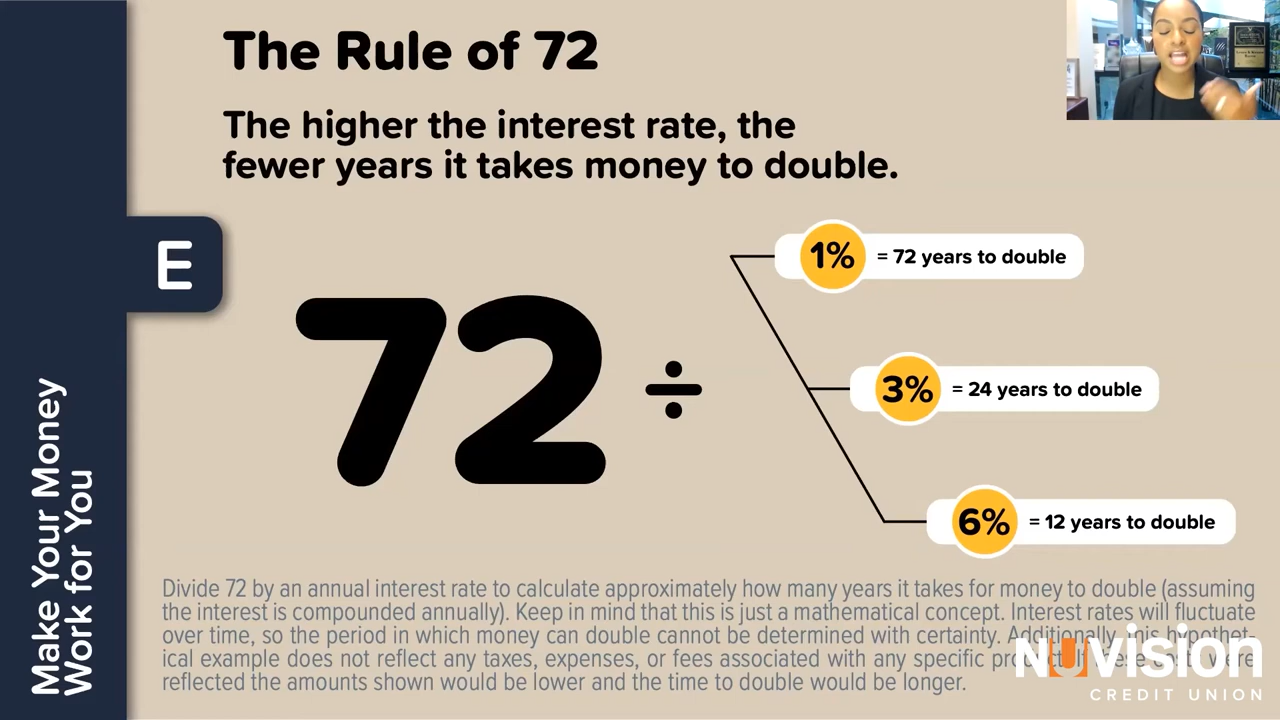 The Rule of 72
The higher the interest rate, the
fewer years it takes money to double.
E
72 ÷
1% = 72 years to double
3% = 24 years to double
6% = 12 years to double
Make Your Money
Work for You
Divide 72 by an annual interest rate to calculate approximately how many years it takes for money to double (assuming
the interest is compounded annually). Keep in mind that this is just a mathematical concept. Interest rates will fluctuate
over time, so the period in which money can double cannot be determined with certainty. Additionally, this hypothet-
ical example does not reflect any taxes, expenses, or fees associated with any specific were
reflected the amounts shown would be lower and the time to double would be longer.
NUVision
CREDIT UNION